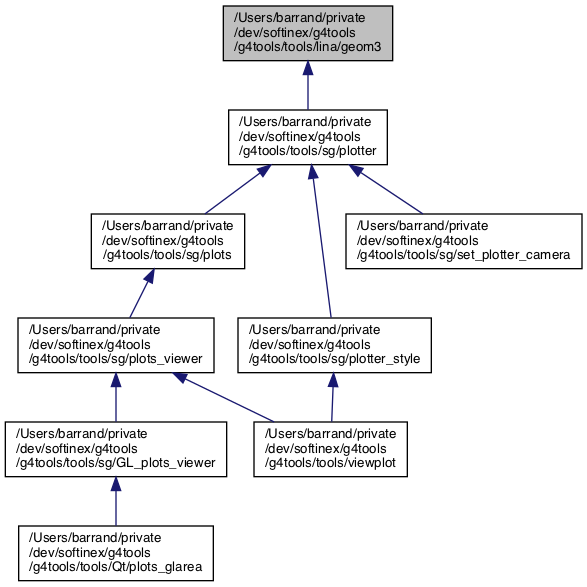 /Users/barrand/private
/dev/softinex/g4tools
/g4tools/tools/lina/geom3
/Users/barrand/private
/dev/softinex/g4tools
/g4tools/tools/sg/plotter
/Users/barrand/private
/dev/softinex/g4tools
/g4tools/tools/sg/plots
/Users/barrand/private
/dev/softinex/g4tools
/g4tools/tools/sg/set_plotter_camera
/Users/barrand/private
/dev/softinex/g4tools
/g4tools/tools/sg/plots_viewer
/Users/barrand/private
/dev/softinex/g4tools
/g4tools/tools/sg/plotter_style
/Users/barrand/private
/dev/softinex/g4tools
/g4tools/tools/sg/GL_plots_viewer
/Users/barrand/private
/dev/softinex/g4tools
/g4tools/tools/viewplot
/Users/barrand/private
/dev/softinex/g4tools
/g4tools/tools/Qt/plots_glarea